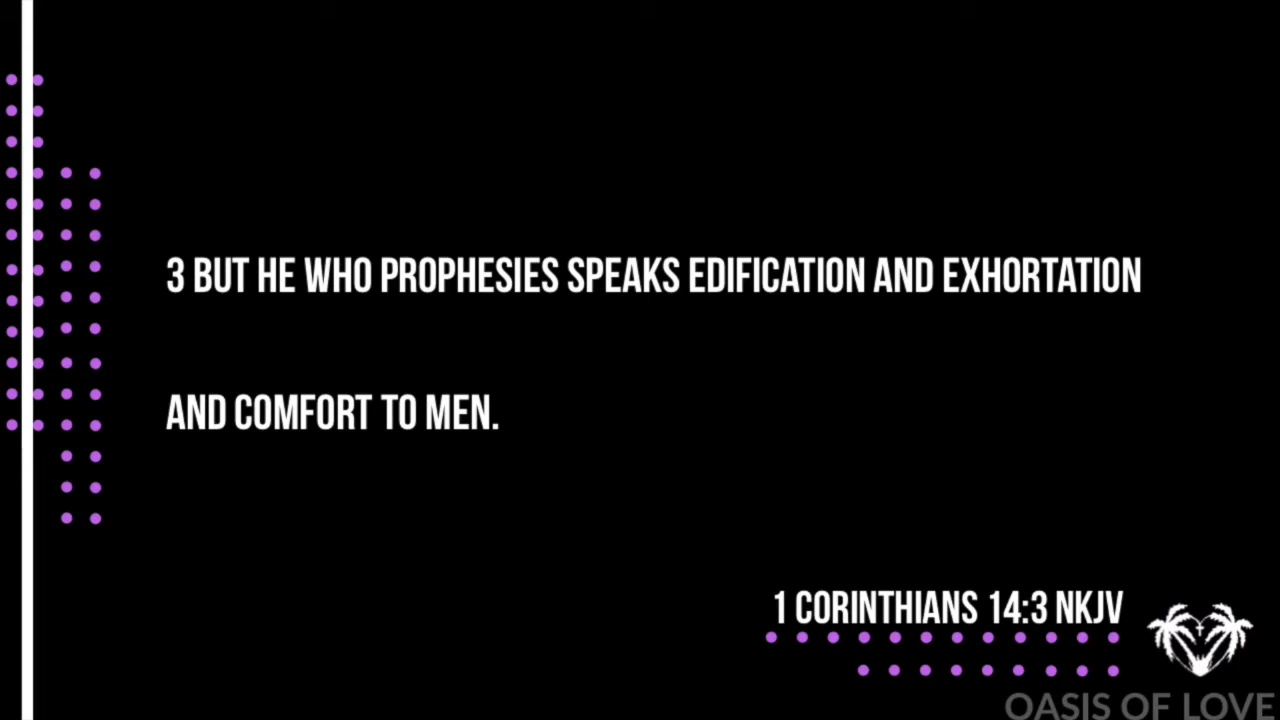 3 BUT HE WHO PROPHESIES SPEAKS EDIFICATION AND EXHORTATION
AND COMFORT TO MEN.
1 CORINTHIANS 14:3 NKJV
OASIS OF LOVE